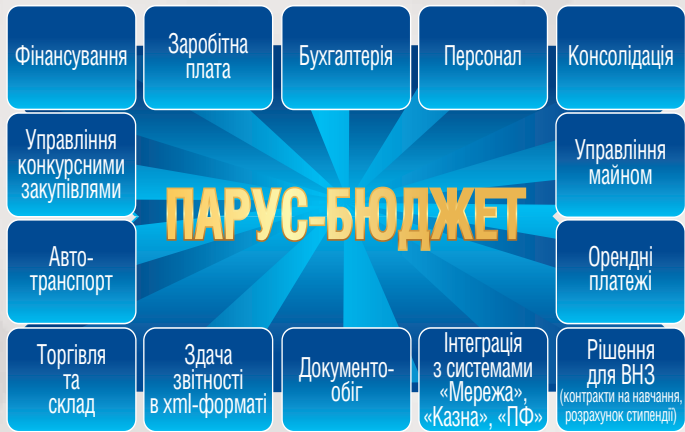 Фінансування
Заробітна
плата
Бухгалтерія
Персонал
Консолідація
Управління
конкурсними
закупівлями
Управління
майном
ПАРУС-БЮДЖЕТ
Авто-
транспорт
Орендні
платежі
Торгівля
та
склад
Здача
звітності
в xml-форматі
Документо-
обіг
Інтеграція
з системами
«Мережа»,
«Казна», «ПФ»
Рішення
для ВНЗ
(контракти на навчання,
розрахунок стипендії)